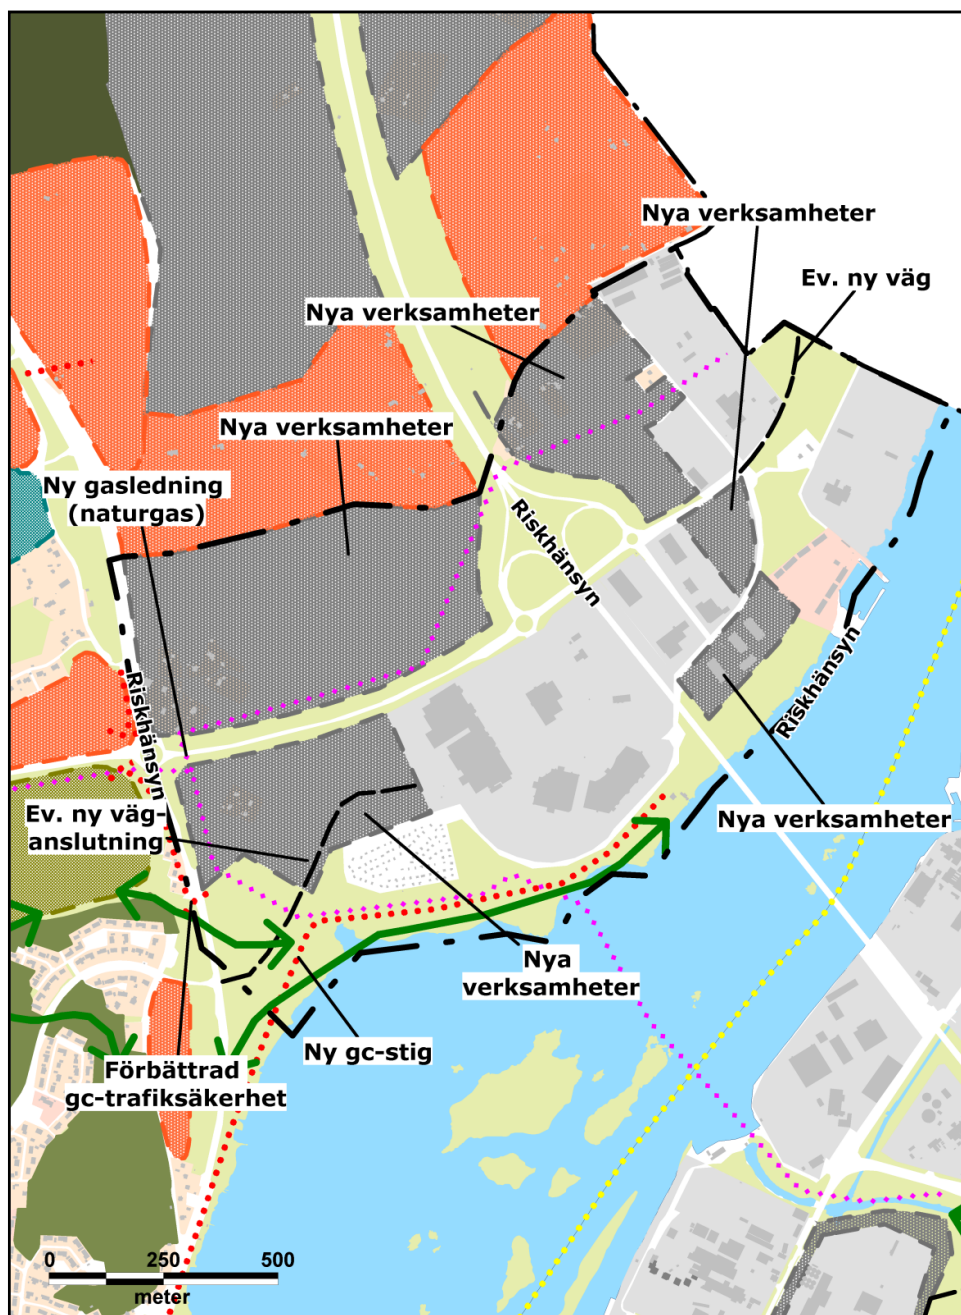 Nya verksamheter
Ev. ny väg
Nya verksamheter
Nya verksamheter
Ny gasledning
(naturgas)
Riskhänsyn
Riskhänsyn
Riskhänsyn
Ev. ny väg-
anslutning
Nya verksamheter
Nya
verksamheter
Ny gc-stig
Förbättrad
gc-trafiksäkerhet
0 250 500
meter